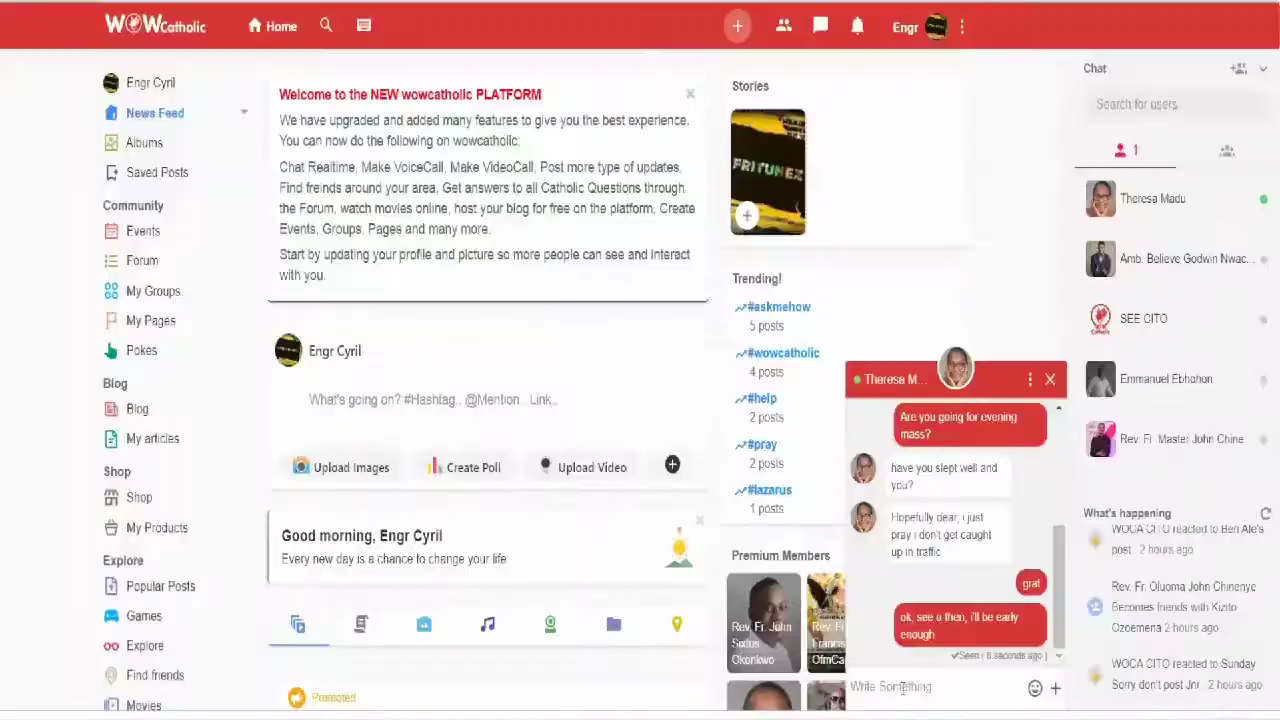 WOWCatholic
Home
Engr
Engr Cyril
News Feed
Albums
Saved Posts
Community
Events
Forum
My Groups
My Pages
Pokes
Blog
Blog
My articles
Shop
Shop
My Products
Explore
Popular Posts
Games
Explore
Find friends
Movies
Welcome to the NEW wowcatholic PLATFORM
We have upgraded and added many features to give you the best experience.
You can now do the following on wowcatholic;
Chat Realtime, Make VoiceCall, Make VideoCall, Post more type of updates,
Find freinds around your area, Get answers to all Catholic Questions through
the Forum, watch movies online, host your blog for free on the platform, Create
Events, Groups, Pages and many more.
Start by updating your profile and picture so more people can see and interact
with you.
Engr Cyril
What's going on? #Hashtag.. @Mention.. Link..
Upload Images
Create Poll
Upload Video
Good morning, Engr Cyril
Every new day is a chance to change your life
Promoted
Stories
FRITUNEZ
Trending!
#askmehow
5 posts
#wowcatholic
4 posts
#help
2 posts
#pray
2 posts
#lazarus
1 posts
Premium Members
Rev. Fr. John
Sixtus
Okonkwo
Rev. Fr
Francis
OfmCa
Theresa M...
Are you going for evening
mass?
have you slept well and
you?
Hopefully dear, i just
pray i don't get caught
up in traffic
grat
ok, see u then, i'll be early
enough
Seen | 6 seconds ago |
Write Something
Chat
Search for users
1
Theresa Madu
Amb. Believe Godwin Nwac...
SEE CITO
Emmanuel Ebhohon
Rev. Fr. Master John Chine
What's happening
WOCA CITO reacted to Ben Ale's
post 2 hours ago
Rev. Fr. Oluoma John Chinenye
Becomes friends with Kizito
Ozoemena 2 hours ago
WOCA CITO reacted to Sunday
Sorry don't post Jnr 2 hours ago